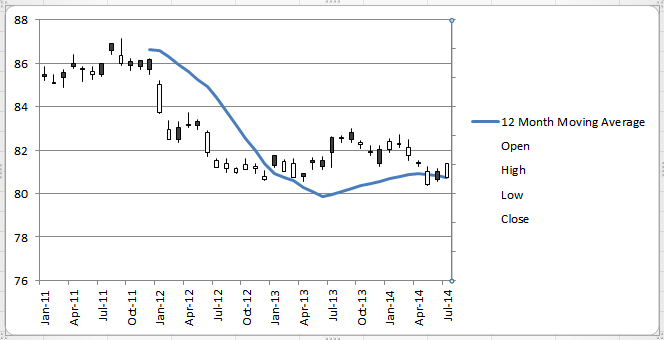 88
86
84
82
80
78
76
Jan-11
Apr-11
Jul-11
Oct-11
Jan-12
Apr-12
Jul-12
Oct-12
Jan-13
Apr-13
Jul-13
Oct-13
Jan-14
Apr-14
Jul-14
12 Month Moving Average
Open
High
Low
Close